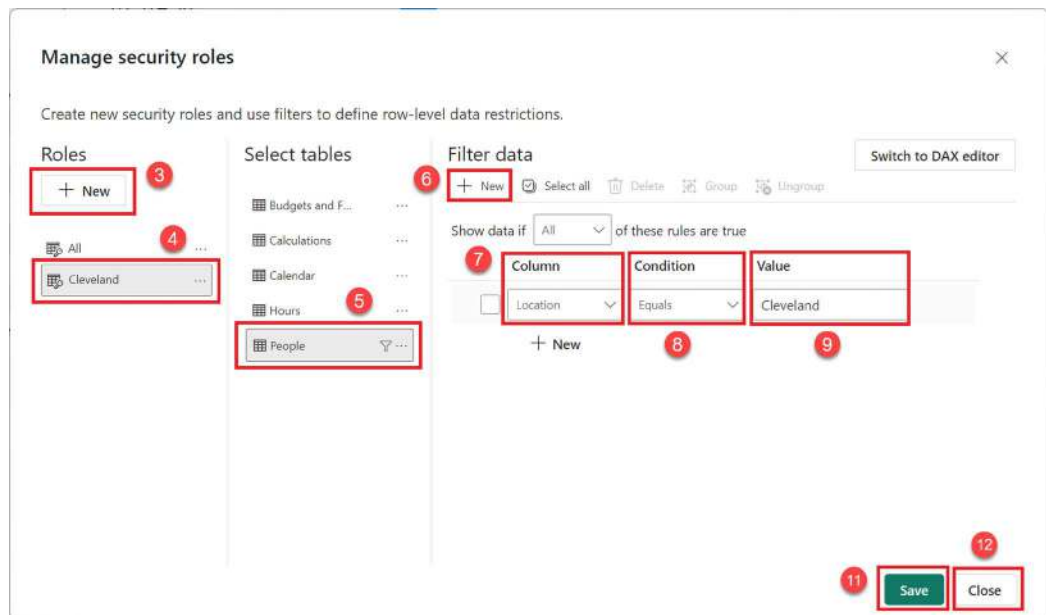 Manage security roles
Create new security roles and use filters to define row-level data restrictions.
Roles
+ New
3
4
All ...
Cleveland ...
Select tables
Budgets and F... ...
Calculations ...
Calendar ...
5
Hours ...
People ...
Filter data
Switch to DAX editor
6
+ New Select all Delete Group Ungroup
Show data if All of these rules are true
7
Column Condition Value
Location Equals Cleveland
+ New
8
9
12
11
Save Close